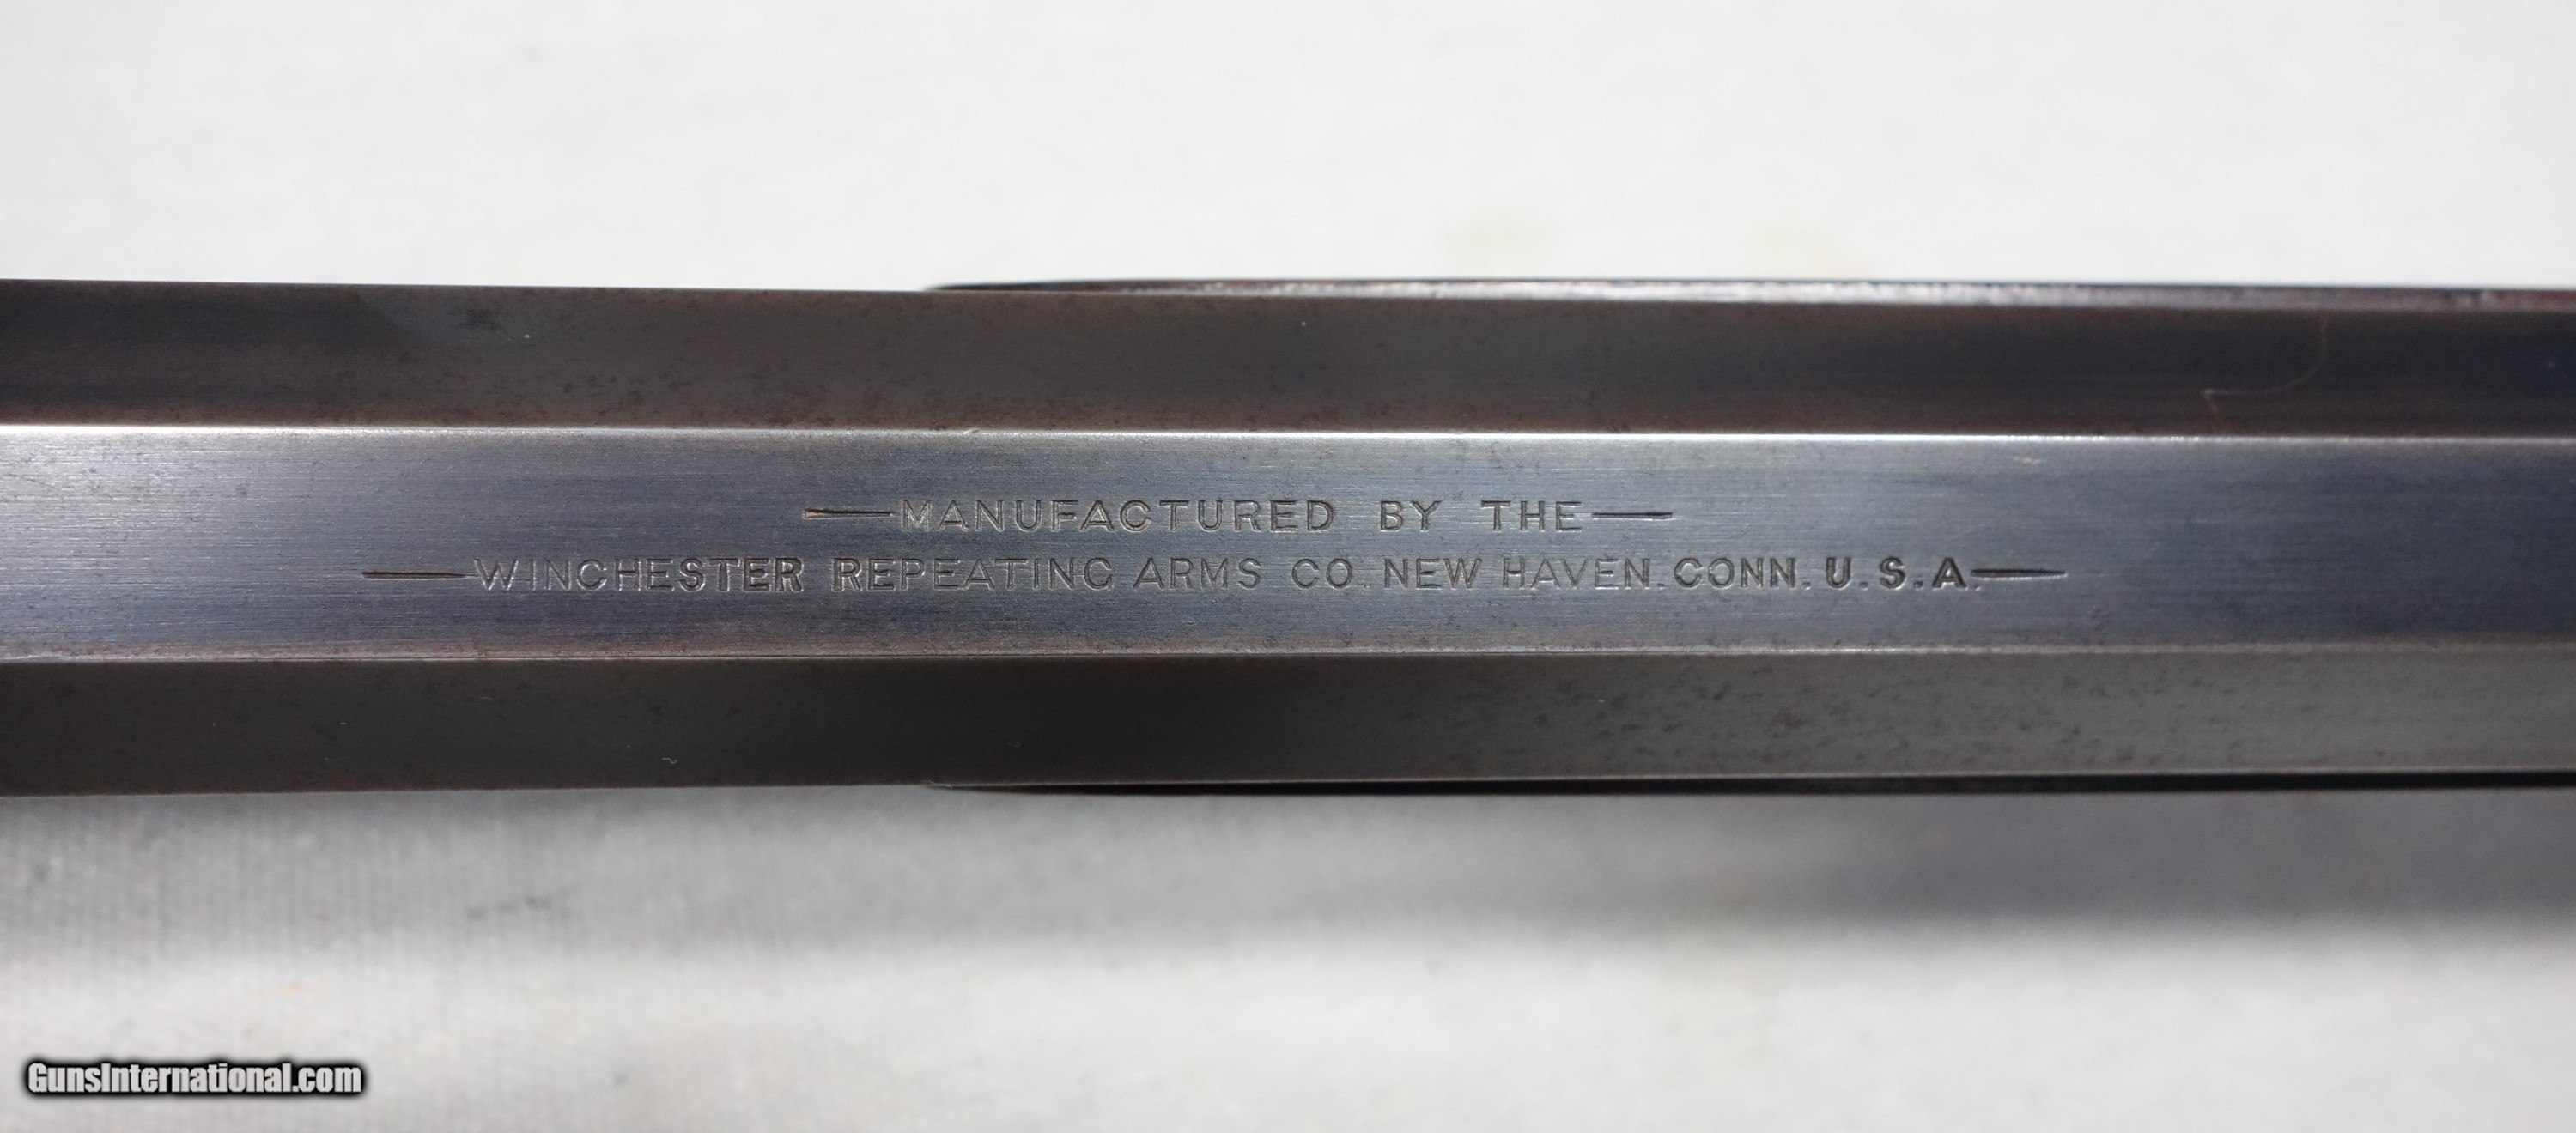 —MANUFACTURED BY THE—
—WINCHESTER REPEATING ARMS CO. NEW HAVEN. CONN. U.S.A.—
GunsInternational.com